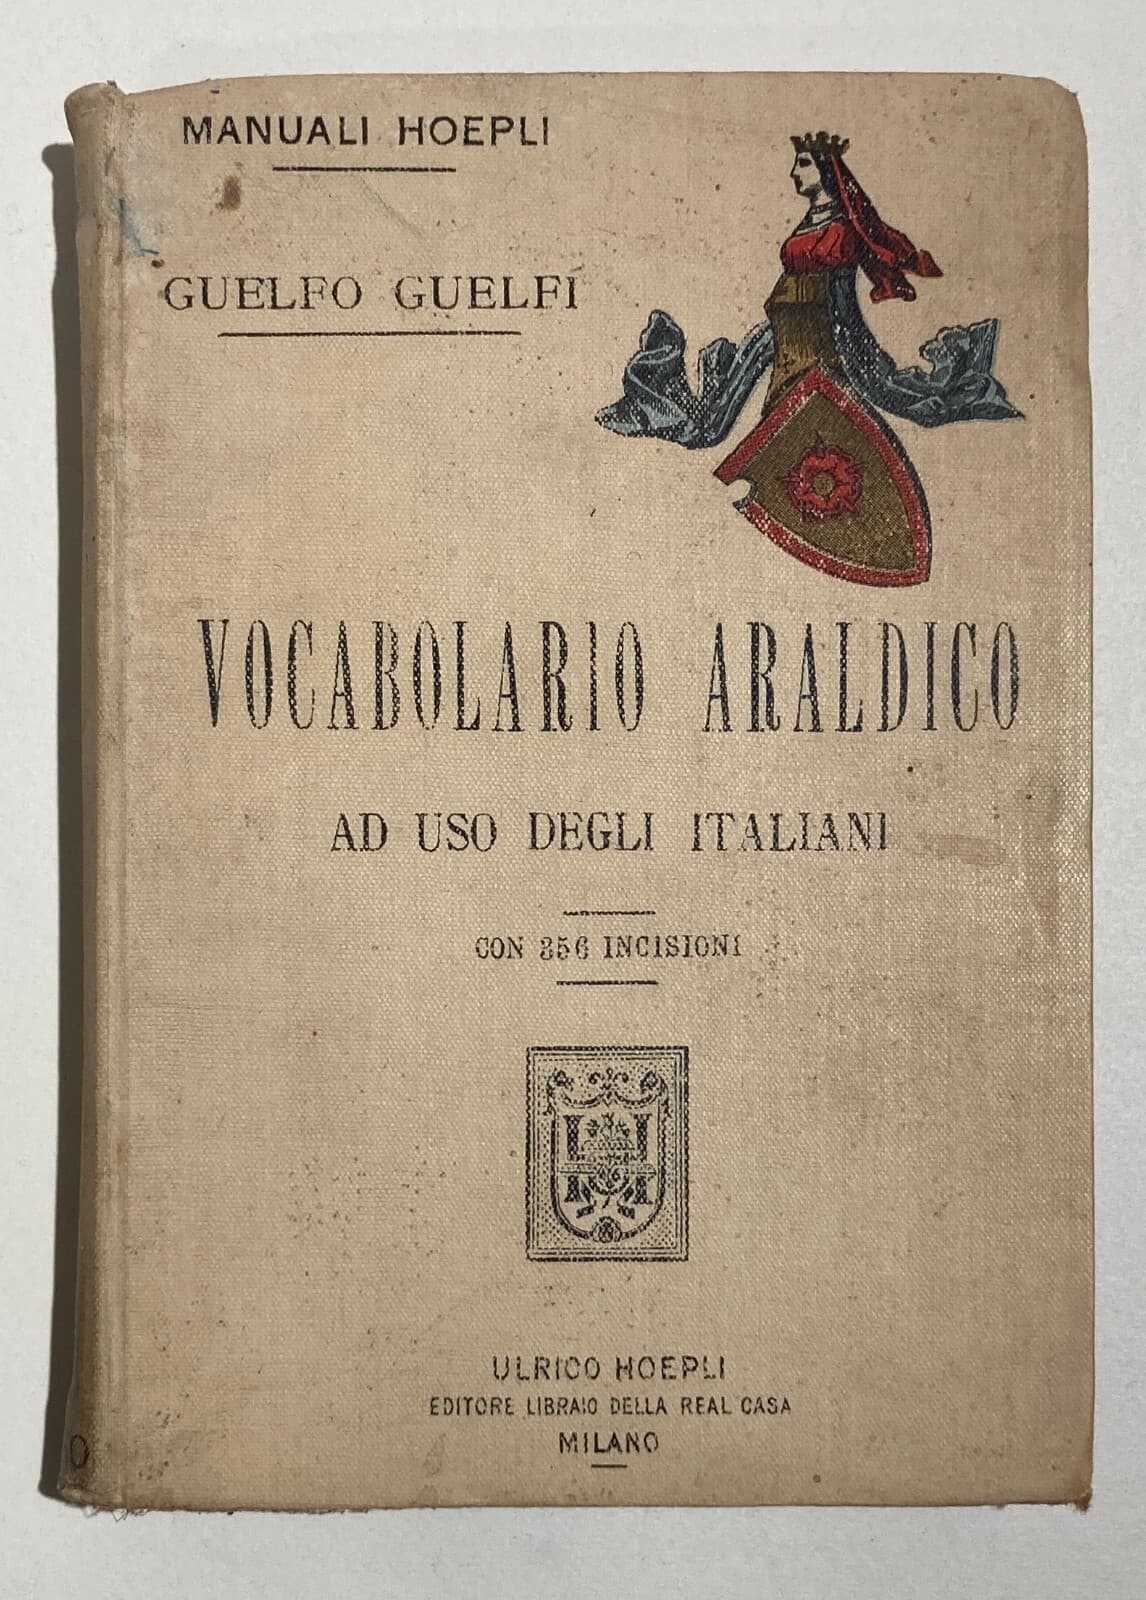 MANUALI HOEPLI
GUELFO GUELFI
VOCABOLARIO ARALDICO
AD USO DEGLI ITALIANI
CON 356 INCISIONI
ULRICO HOEPLI
EDITORE LIBRAIO DELLA REAL CASA
MILANO